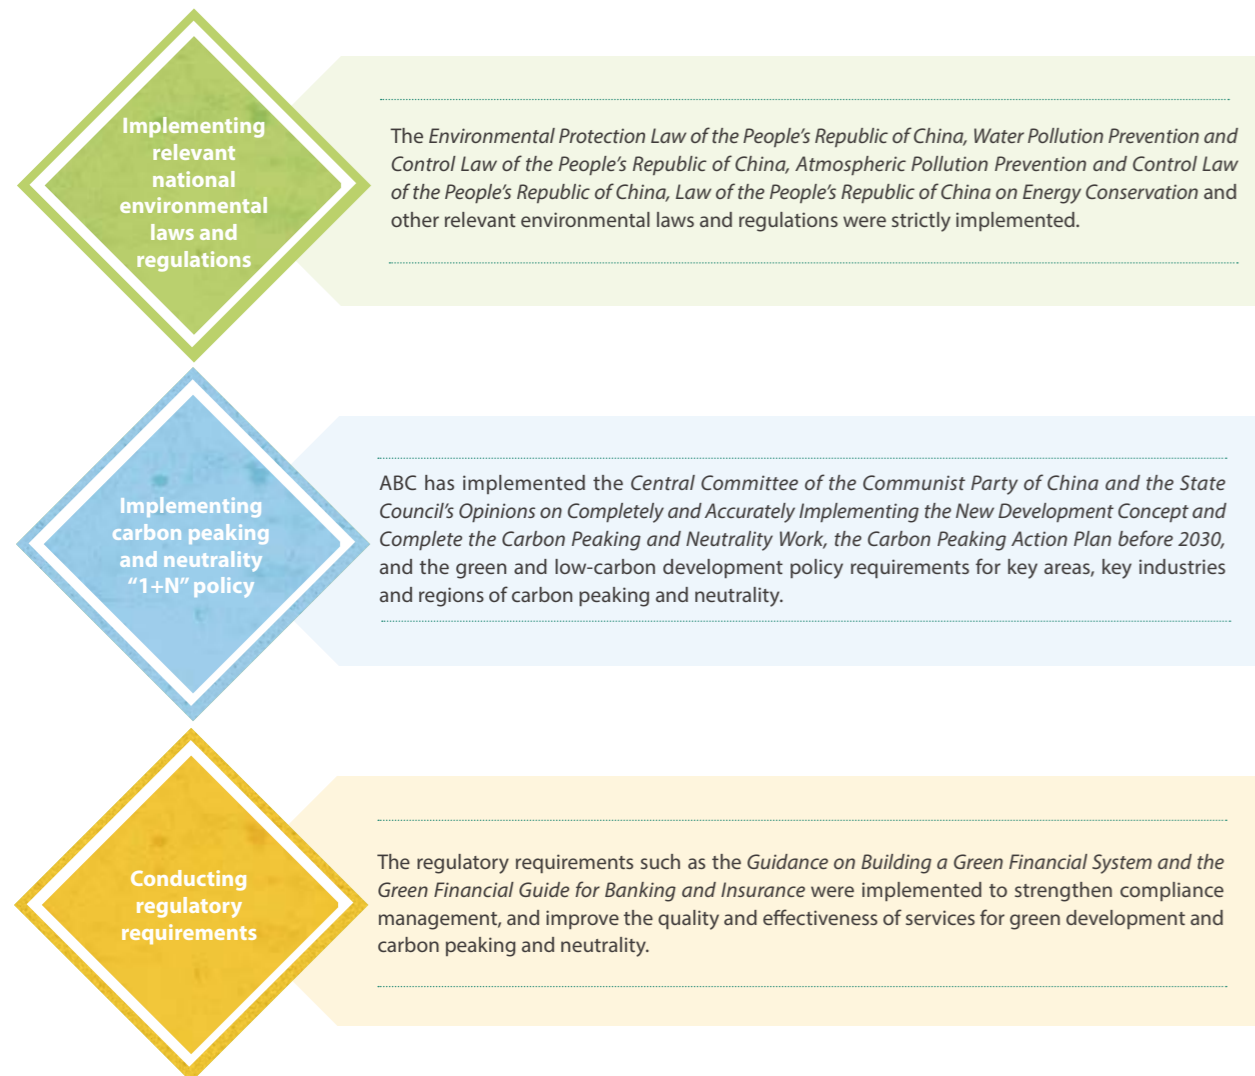 Implementing
relevant
national
environmental
laws and
regulations
The Environmental Protection Law of the People's Republic of China, Water Pollution Prevention and
Control Law of the People's Republic of China, Atmospheric Pollution Prevention and Control Law
of the People's Republic of China, Law of the People's Republic of China on Energy Conservation and
other relevant environmental laws and regulations were strictly implemented.
Implementing
carbon peaking
and neutrality
“1+N” policy
ABC has implemented the Central Committee of the Communist Party of China and the State
Council's Opinions on Completely and Accurately Implementing the New Development Concept and
Complete the Carbon Peaking and Neutrality Work, the Carbon Peaking Action Plan before 2030,
and the green and low-carbon development policy requirements for key areas, key industries
and regions of carbon peaking and neutrality.
Conducting
regulatory
requirements
The regulatory requirements such as the Guidance on Building a Green Financial System and the
Green Financial Guide for Banking and Insurance were implemented to strengthen compliance
management, and improve the quality and effectiveness of services for green development and
carbon peaking and neutrality.